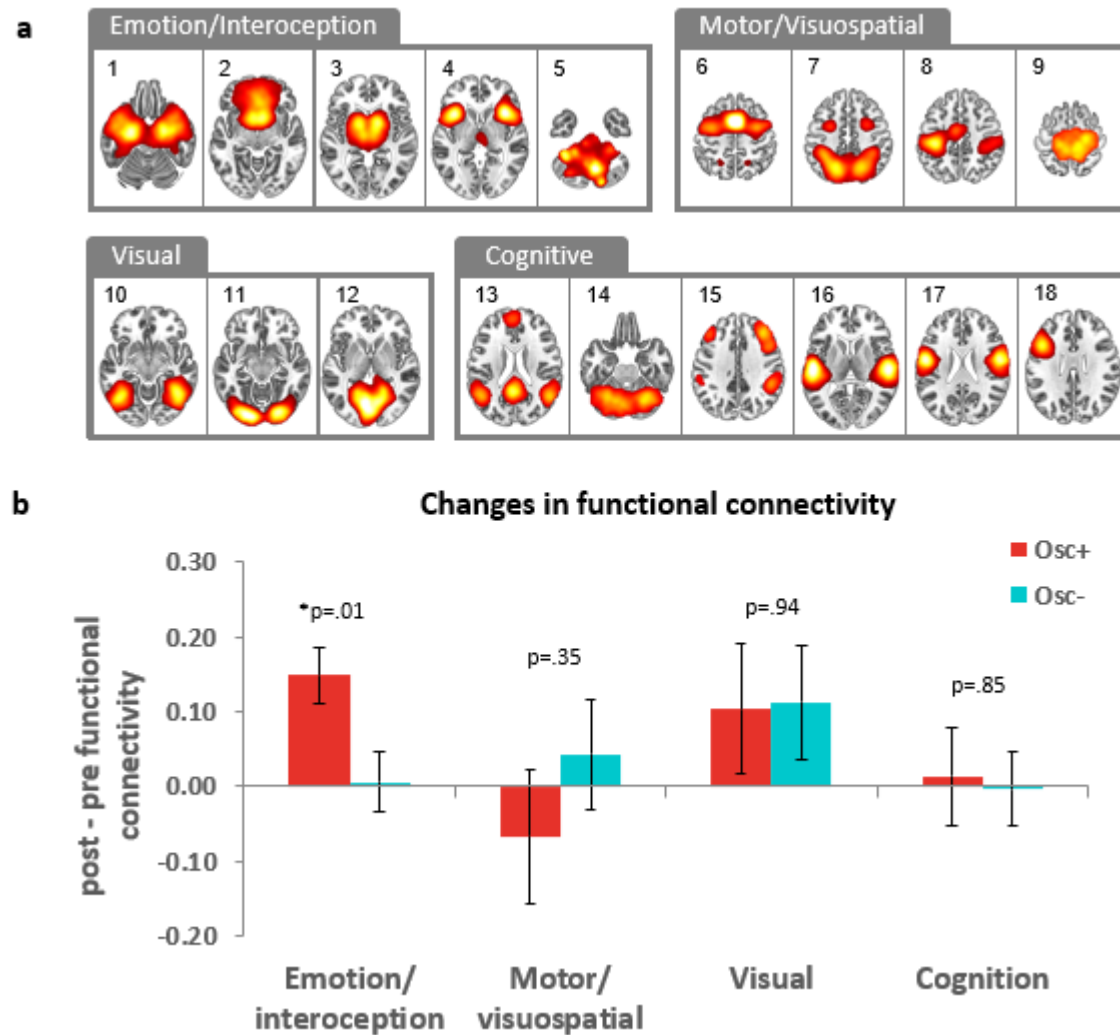 a
Emotion/Interoception
Motor/Visuospatial
1 2 3 4 5
6 7 8 9
Visual
Cognitive
10 11 12
13 14 15 16 17 18
b
Changes in functional connectivity
Osc+
Osc-
post - pre functional
connectivity
0.30
0.20
0.10
0.00
-0.10
-0.20
*p=.01
p=.35
p=.94
p=.85
Emotion/
interoception
Motor/
visuospatial
Visual
Cognition